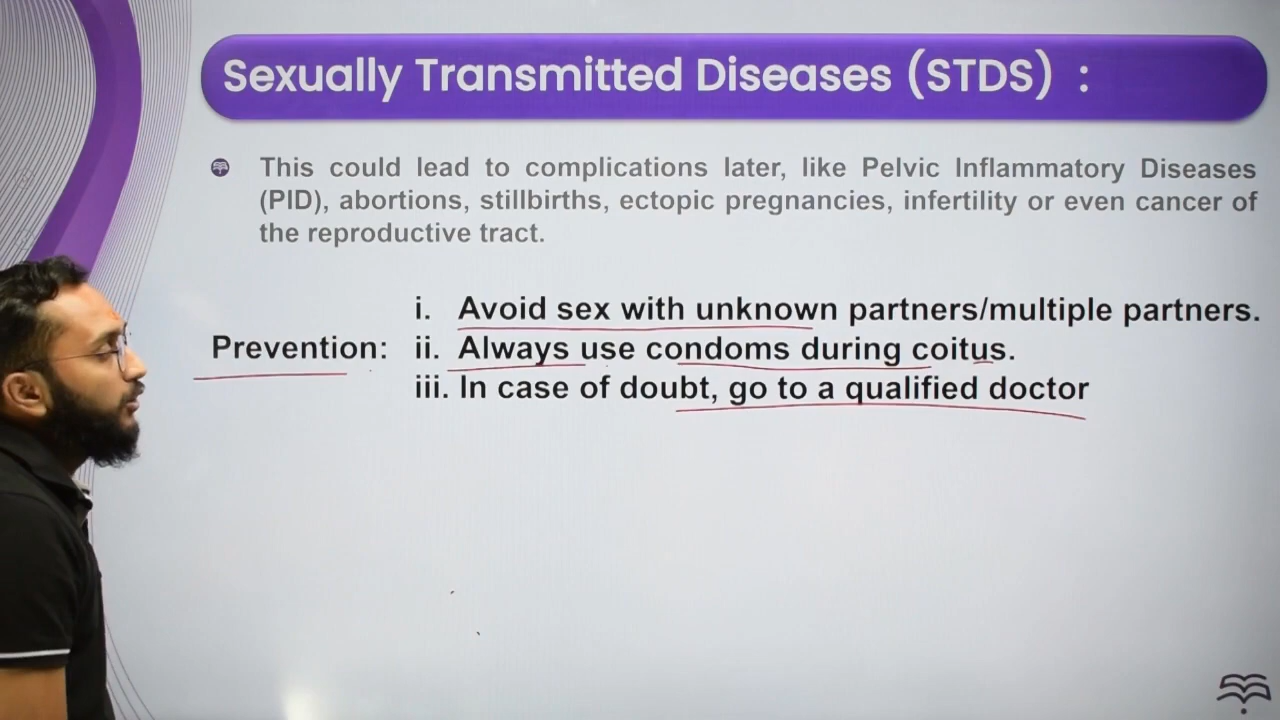 Sexually Transmitted Diseases (STDS) :
This could lead to complications later, like Pelvic Inflammatory Diseases
(PID), abortions, stillbirths, ectopic pregnancies, infertility or even cancer of
the reproductive tract.
i. Avoid sex with unknown partners/multiple partners.
Prevention: ii. Always use condoms during coitus.
iii. In case of doubt, go to a qualified doctor